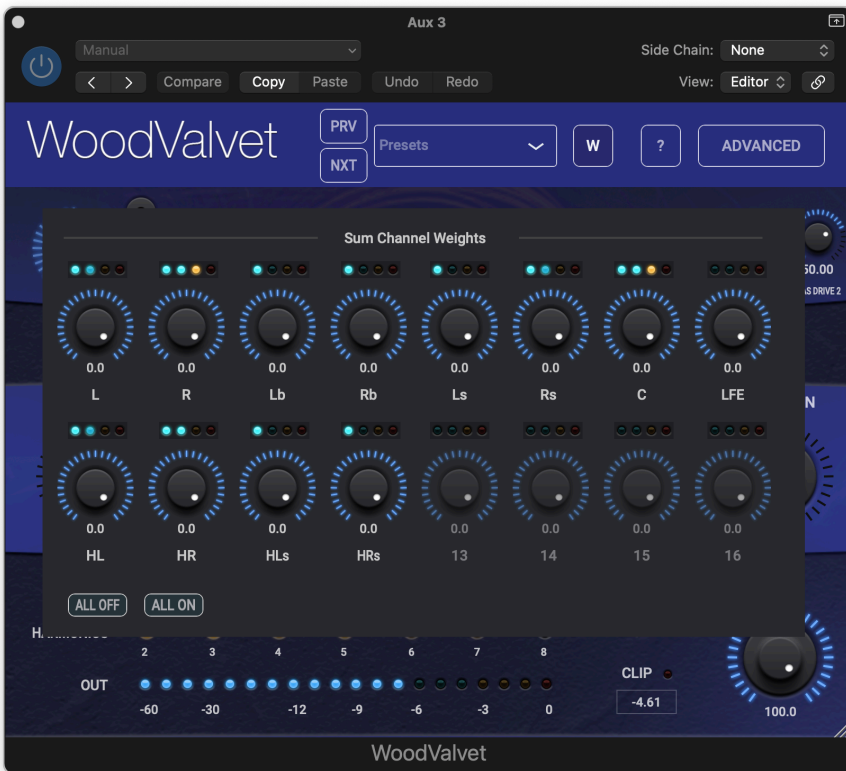 Aux 3
Manual
Side Chain: None
Compare Copy Paste Undo Redo
View: Editor
WoodValvet
PRV
NXT
Presets
W
?
ADVANCED
Sum Channel Weights
50.00
AS DRIVE 2
0.0 0.0 0.0 0.0 0.0 0.0 0.0 0.0
L R Lb Rb Ls Rs C LFE
N
0.0 0.0 0.0 0.0 0.0 0.0 0.0 0.0
HL HR HLs HRs 13 14 15 16
ALL OFF ALL ON
HARMONICS
2 3 4 5 6 7 8
OUT
CLIP
-60 -30 -12 -9 -6 -3 0
-4.61
100.0
WoodValvet